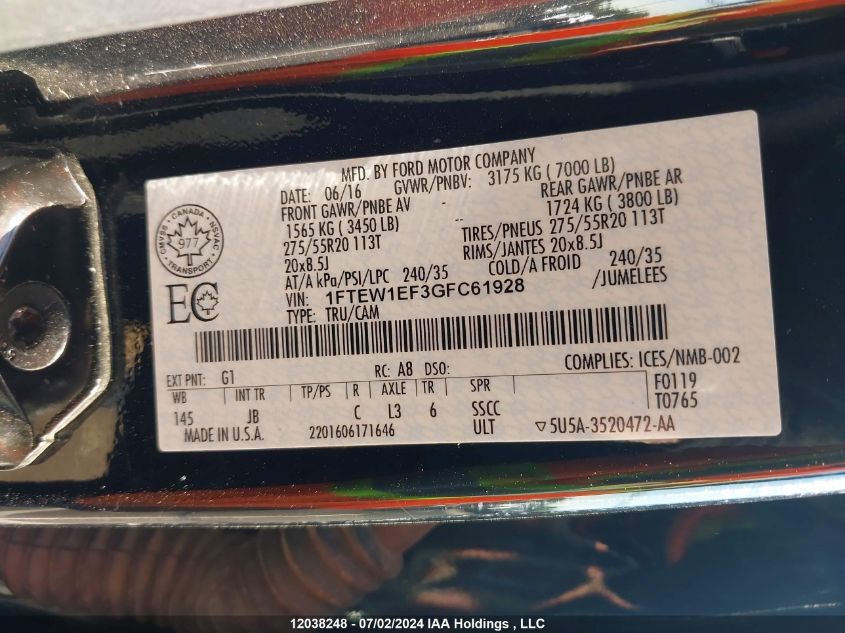 MFD. BY FORD MOTOR COMPANY
DATE: 06/16 GVWR/PNBV: 3175 KG ( 7000 LB)
FRONT GAWR/PNBE AV - REAR GAWR/PNBE AR
1565 KG ( 3450 LB) -- 1724 KG ( 3800 LB)
275/55R20 113T TIRES/PNEUS 275/55R20 113T
20x8.5J RIMS/JANTES 20x8.5J
AT/A kPa/PSI/LPC 240/35 COLD/A FROID 240/35
VIN: 1FTEW1EF3GFC61928 /JUMELEES
TYPE: TRU/CAM
CMVSS • CANADA • NSVAC
977
TRANSPORT
EC
EXT PNT: G1 RC: A8 DSO: COMPLIES: ICES/NMB-002
WB INT TR TP/PS R AXLE TR SPR F0119
145 JB C L3 6 SSCC T0765
MADE IN U.S.A. 2201606171646 ULT ▽5U5A-3520472-AA
12038248 - 07/02/2024 IAA Holdings , LLC